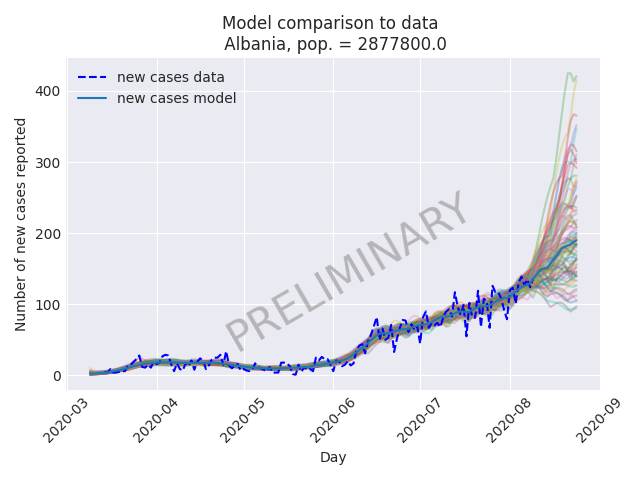 Model comparison to data
Albania, pop. = 2877800.0
new cases data
new cases model
Number of new cases reported
400
300
200
100
0
PRELIMINARY
2020-03
2020-04
2020-05
2020-06
2020-07
2020-08
2020-09
Day